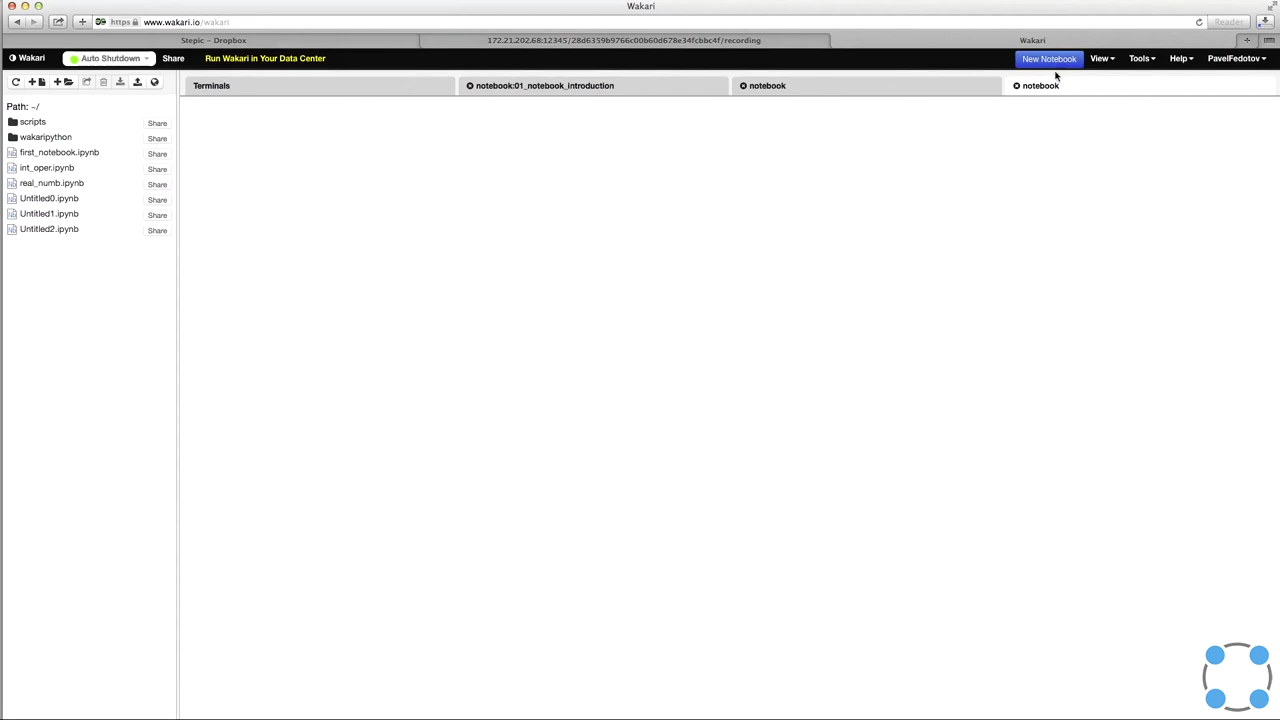 Wakari
https www.wakari.io/wakari Reader
Stepic – Dropbox 172.21.202.68:12345/28d6359b9766c00b60d678e34fcbbc4f/recording Wakari
Wakari Auto Shutdown Share Run Wakari in Your Data Center New Notebook View Tools Help PavelFedotov
Terminals notebook:01_notebook_introduction notebook notebook
Path: ~/
scripts Share
wakaripython Share
first_notebook.ipynb Share
int_oper.ipynb Share
real_numb.ipynb Share
Untitled0.ipynb Share
Untitled1.ipynb Share
Untitled2.ipynb Share